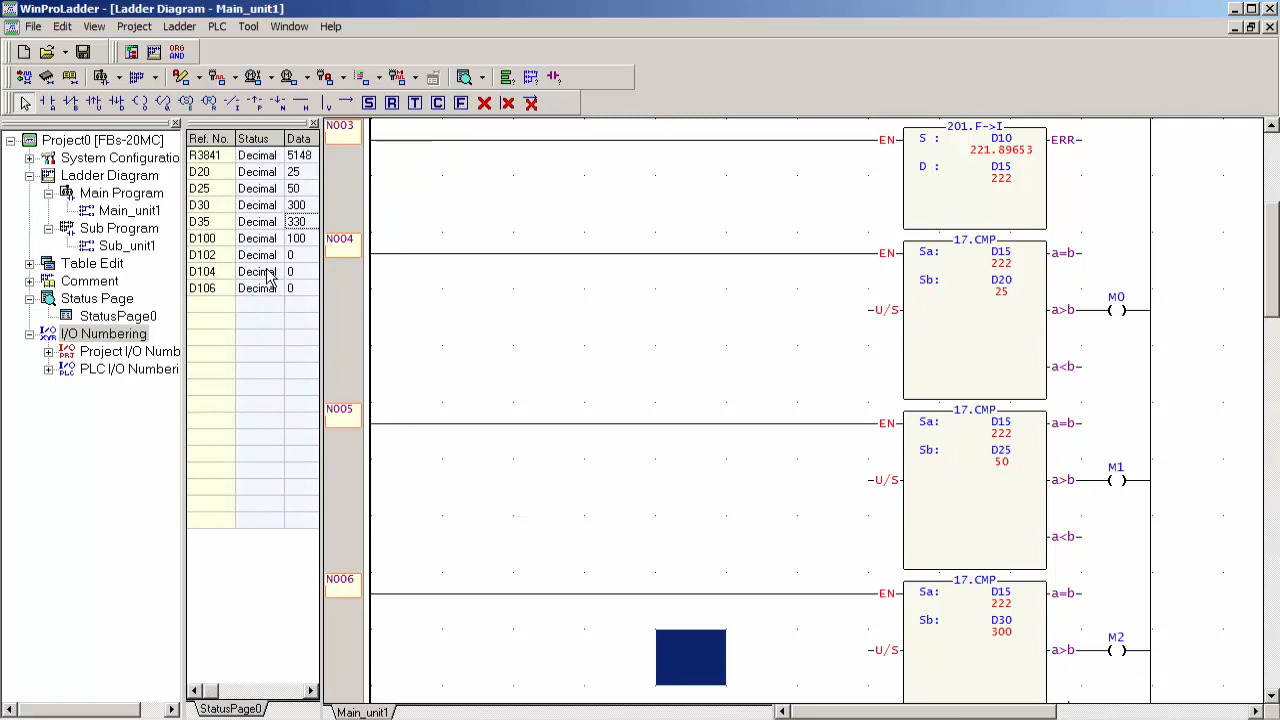 WinProLadder - [Ladder Diagram - Main_unit1]
File Edit View Project Ladder PLC Tool Window Help
ORG
AND
S R T C F
Project0 [FBs-20MC]
System Configuratio
Ladder Diagram
Main Program
Main_unit1
Sub Program
Sub_unit1
Table Edit
Comment
Status Page
StatusPage0
I/O Numbering
Project I/O Numb
PLC I/O Numberi
Ref. No. Status Data
R3841 Decimal 5148
D20 Decimal 25
D25 Decimal 50
D30 Decimal 300
D35 Decimal 330
D100 Decimal 100
D102 Decimal 0
D104 Decimal 0
D106 Decimal 0
StatusPage0
N003
201.F->I
EN S : D10 ERR
221.89653
D : D15
222
N004
17.CMP
EN Sa: D15 a=b
222
Sb: D20
25
M0
U/S a>b ( )
a<b
N005
17.CMP
EN Sa: D15 a=b
222
Sb: D25
50
M1
U/S a>b ( )
a<b
N006
17.CMP
EN Sa: D15 a=b
222
Sb: D30
300
M2
U/S a>b ( )
Main_unit1